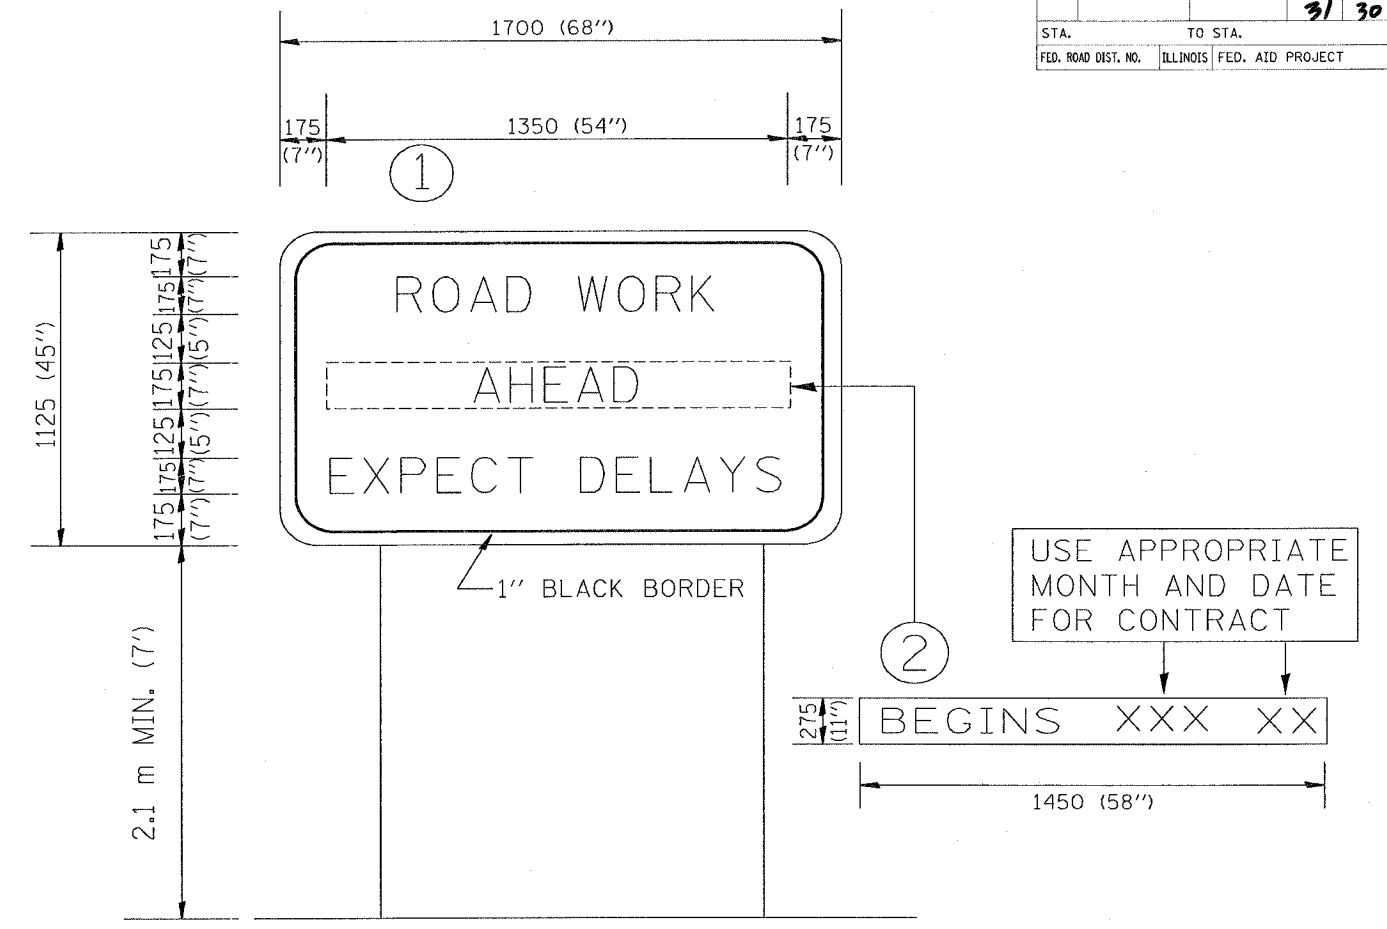 31 30
STA. TO STA.
FED. ROAD DIST. NO. ILLINOIS FED. AID PROJECT
1700 (68")
175 (7")
1350 (54")
175 (7")
1
1125 (45")
175 (7")
175 (7")
125 (5")
175 (7")
125 (5")
175 (7")
175 (7")
2.1 m MIN. (7')
ROAD WORK
AHEAD
EXPECT DELAYS
1" BLACK BORDER
2
USE APPROPRIATE
MONTH AND DATE
FOR CONTRACT
275 (11")
BEGINS XXX XX
1450 (58")